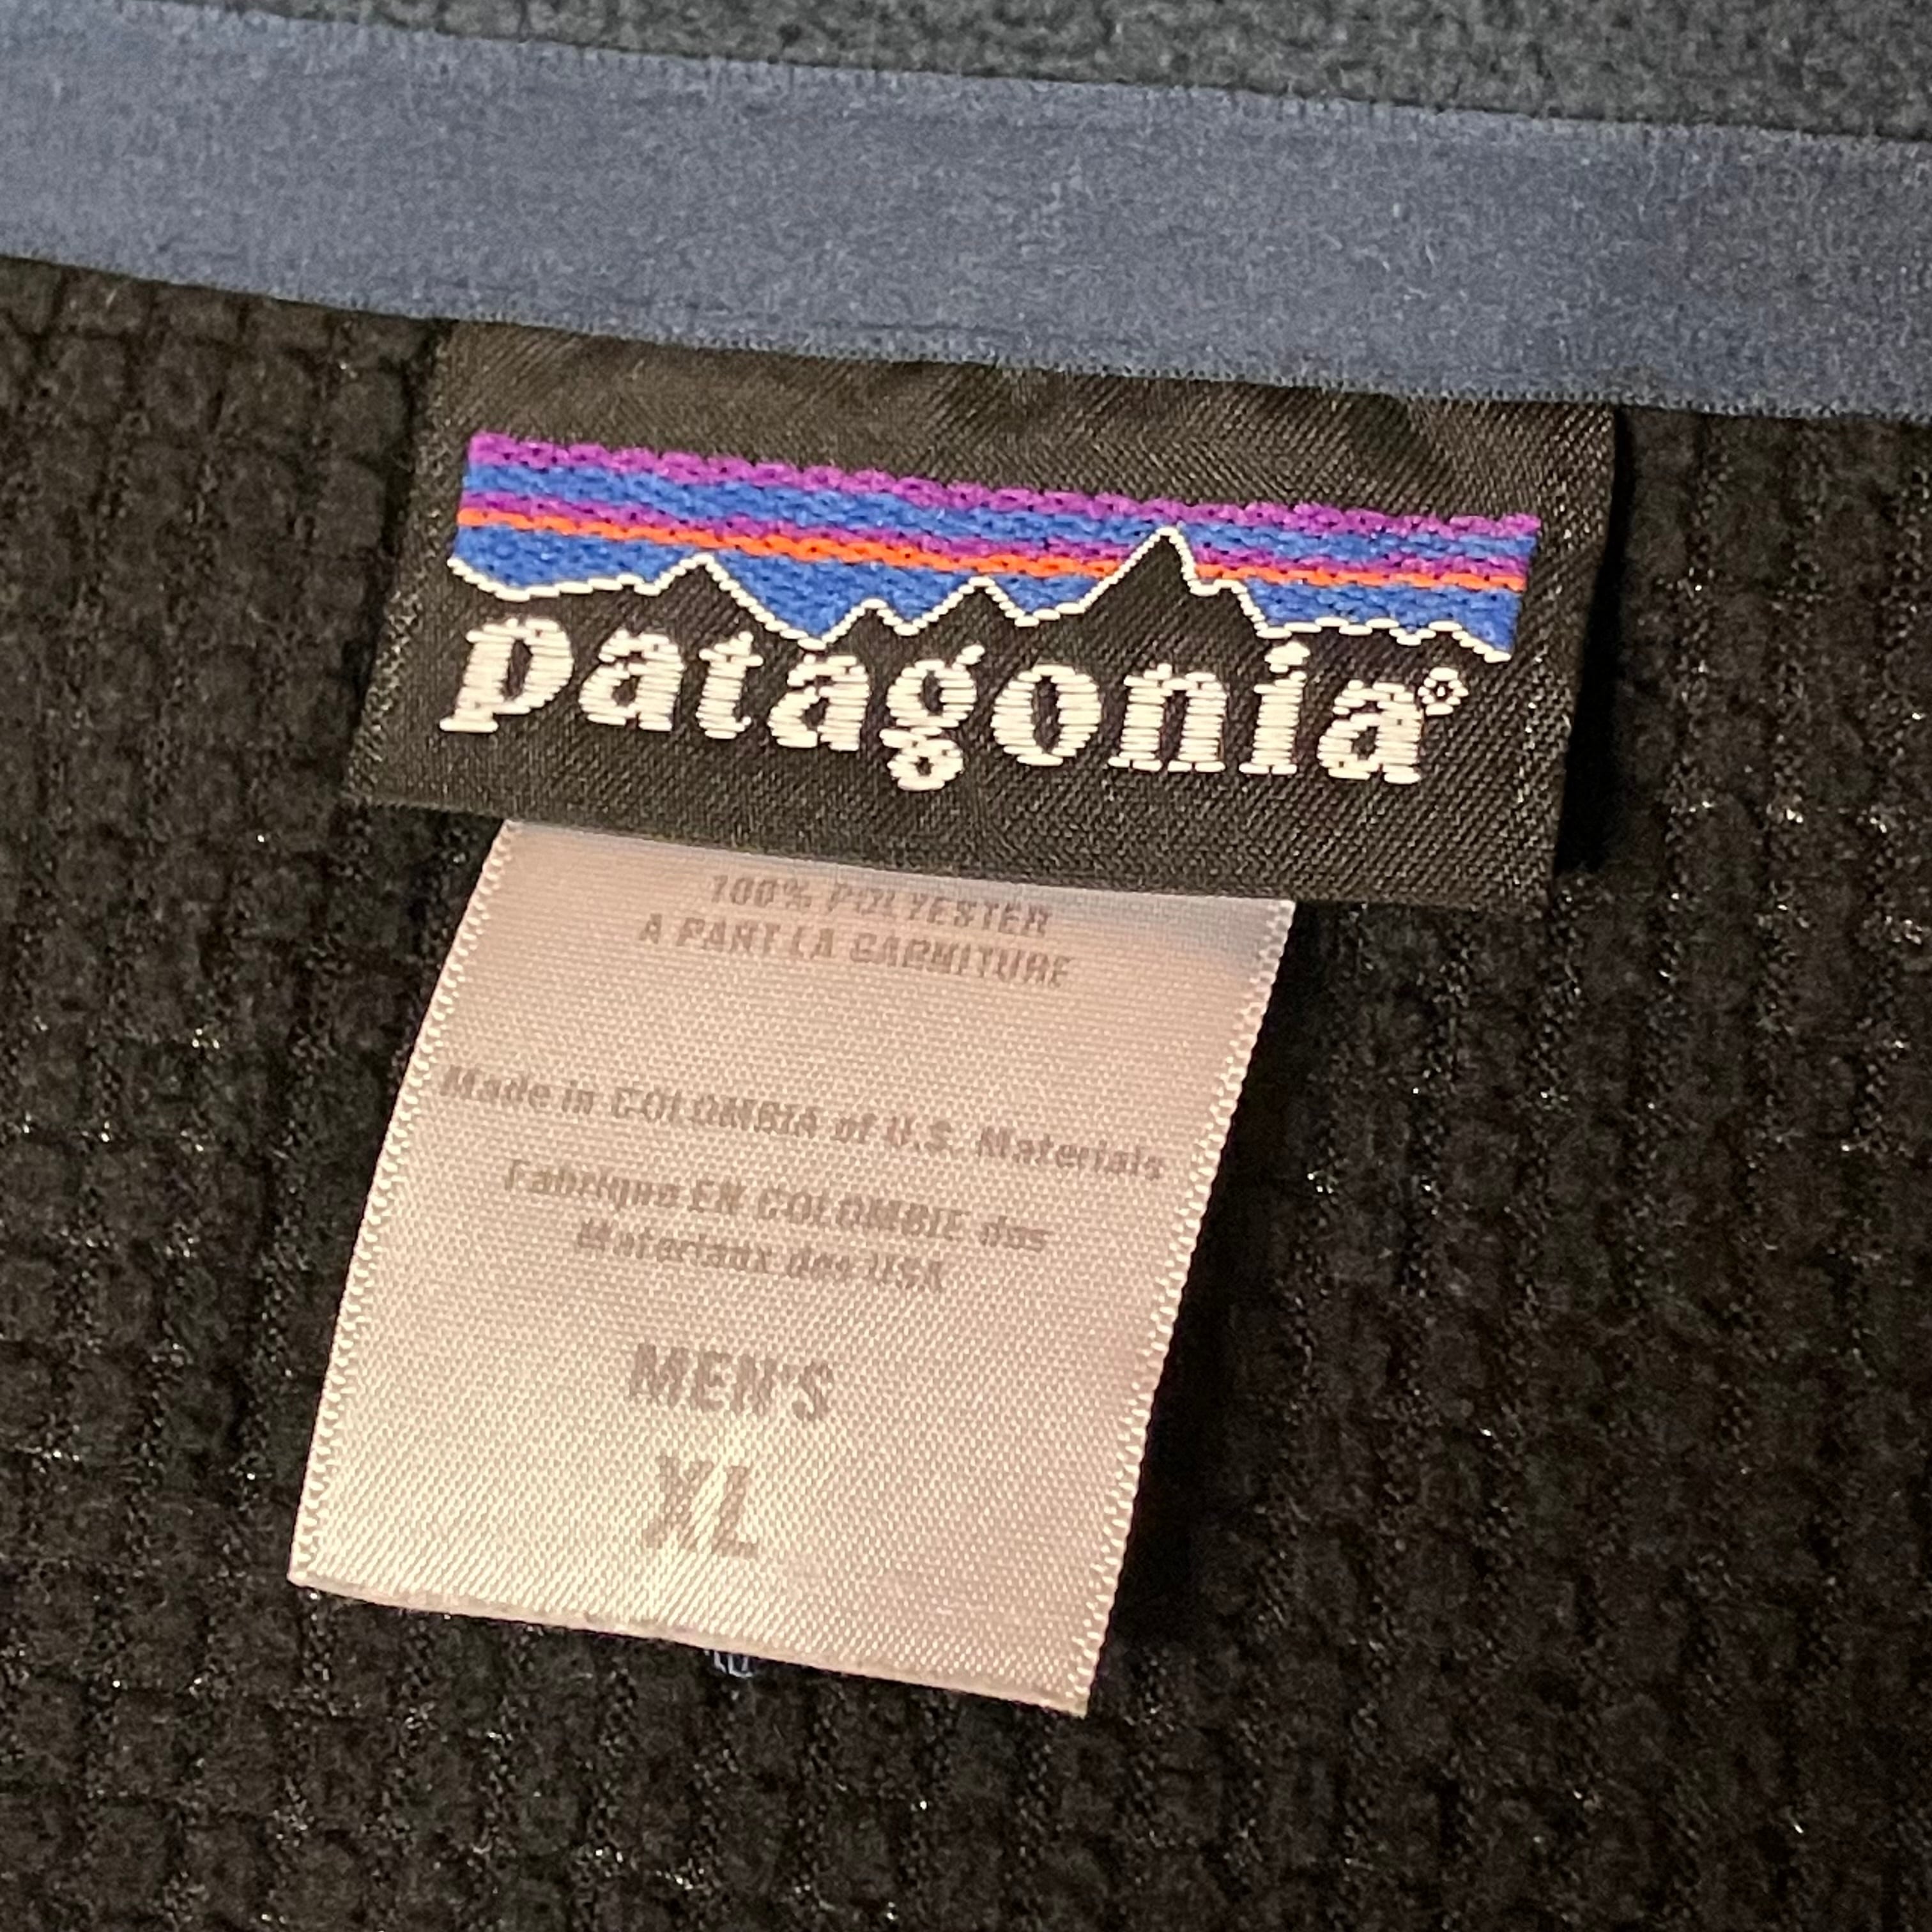 patagonia®
100% POLYESTER
A PART LA GARNITURE
Made in COLOMBIA of U.S. Materials
Fabrique EN COLOMBIE das
Materiaux des USA
MEN'S
XL